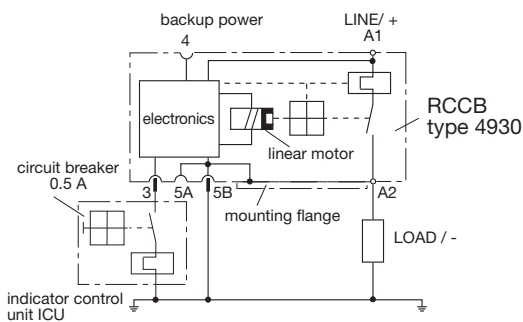 backup power
4
LINE/ +
A1
electronics
RCCB
type 4930
linear motor
circuit breaker
0.5 A
3
5A
5B
A2
mounting flange
LOAD / -
indicator control
unit ICU